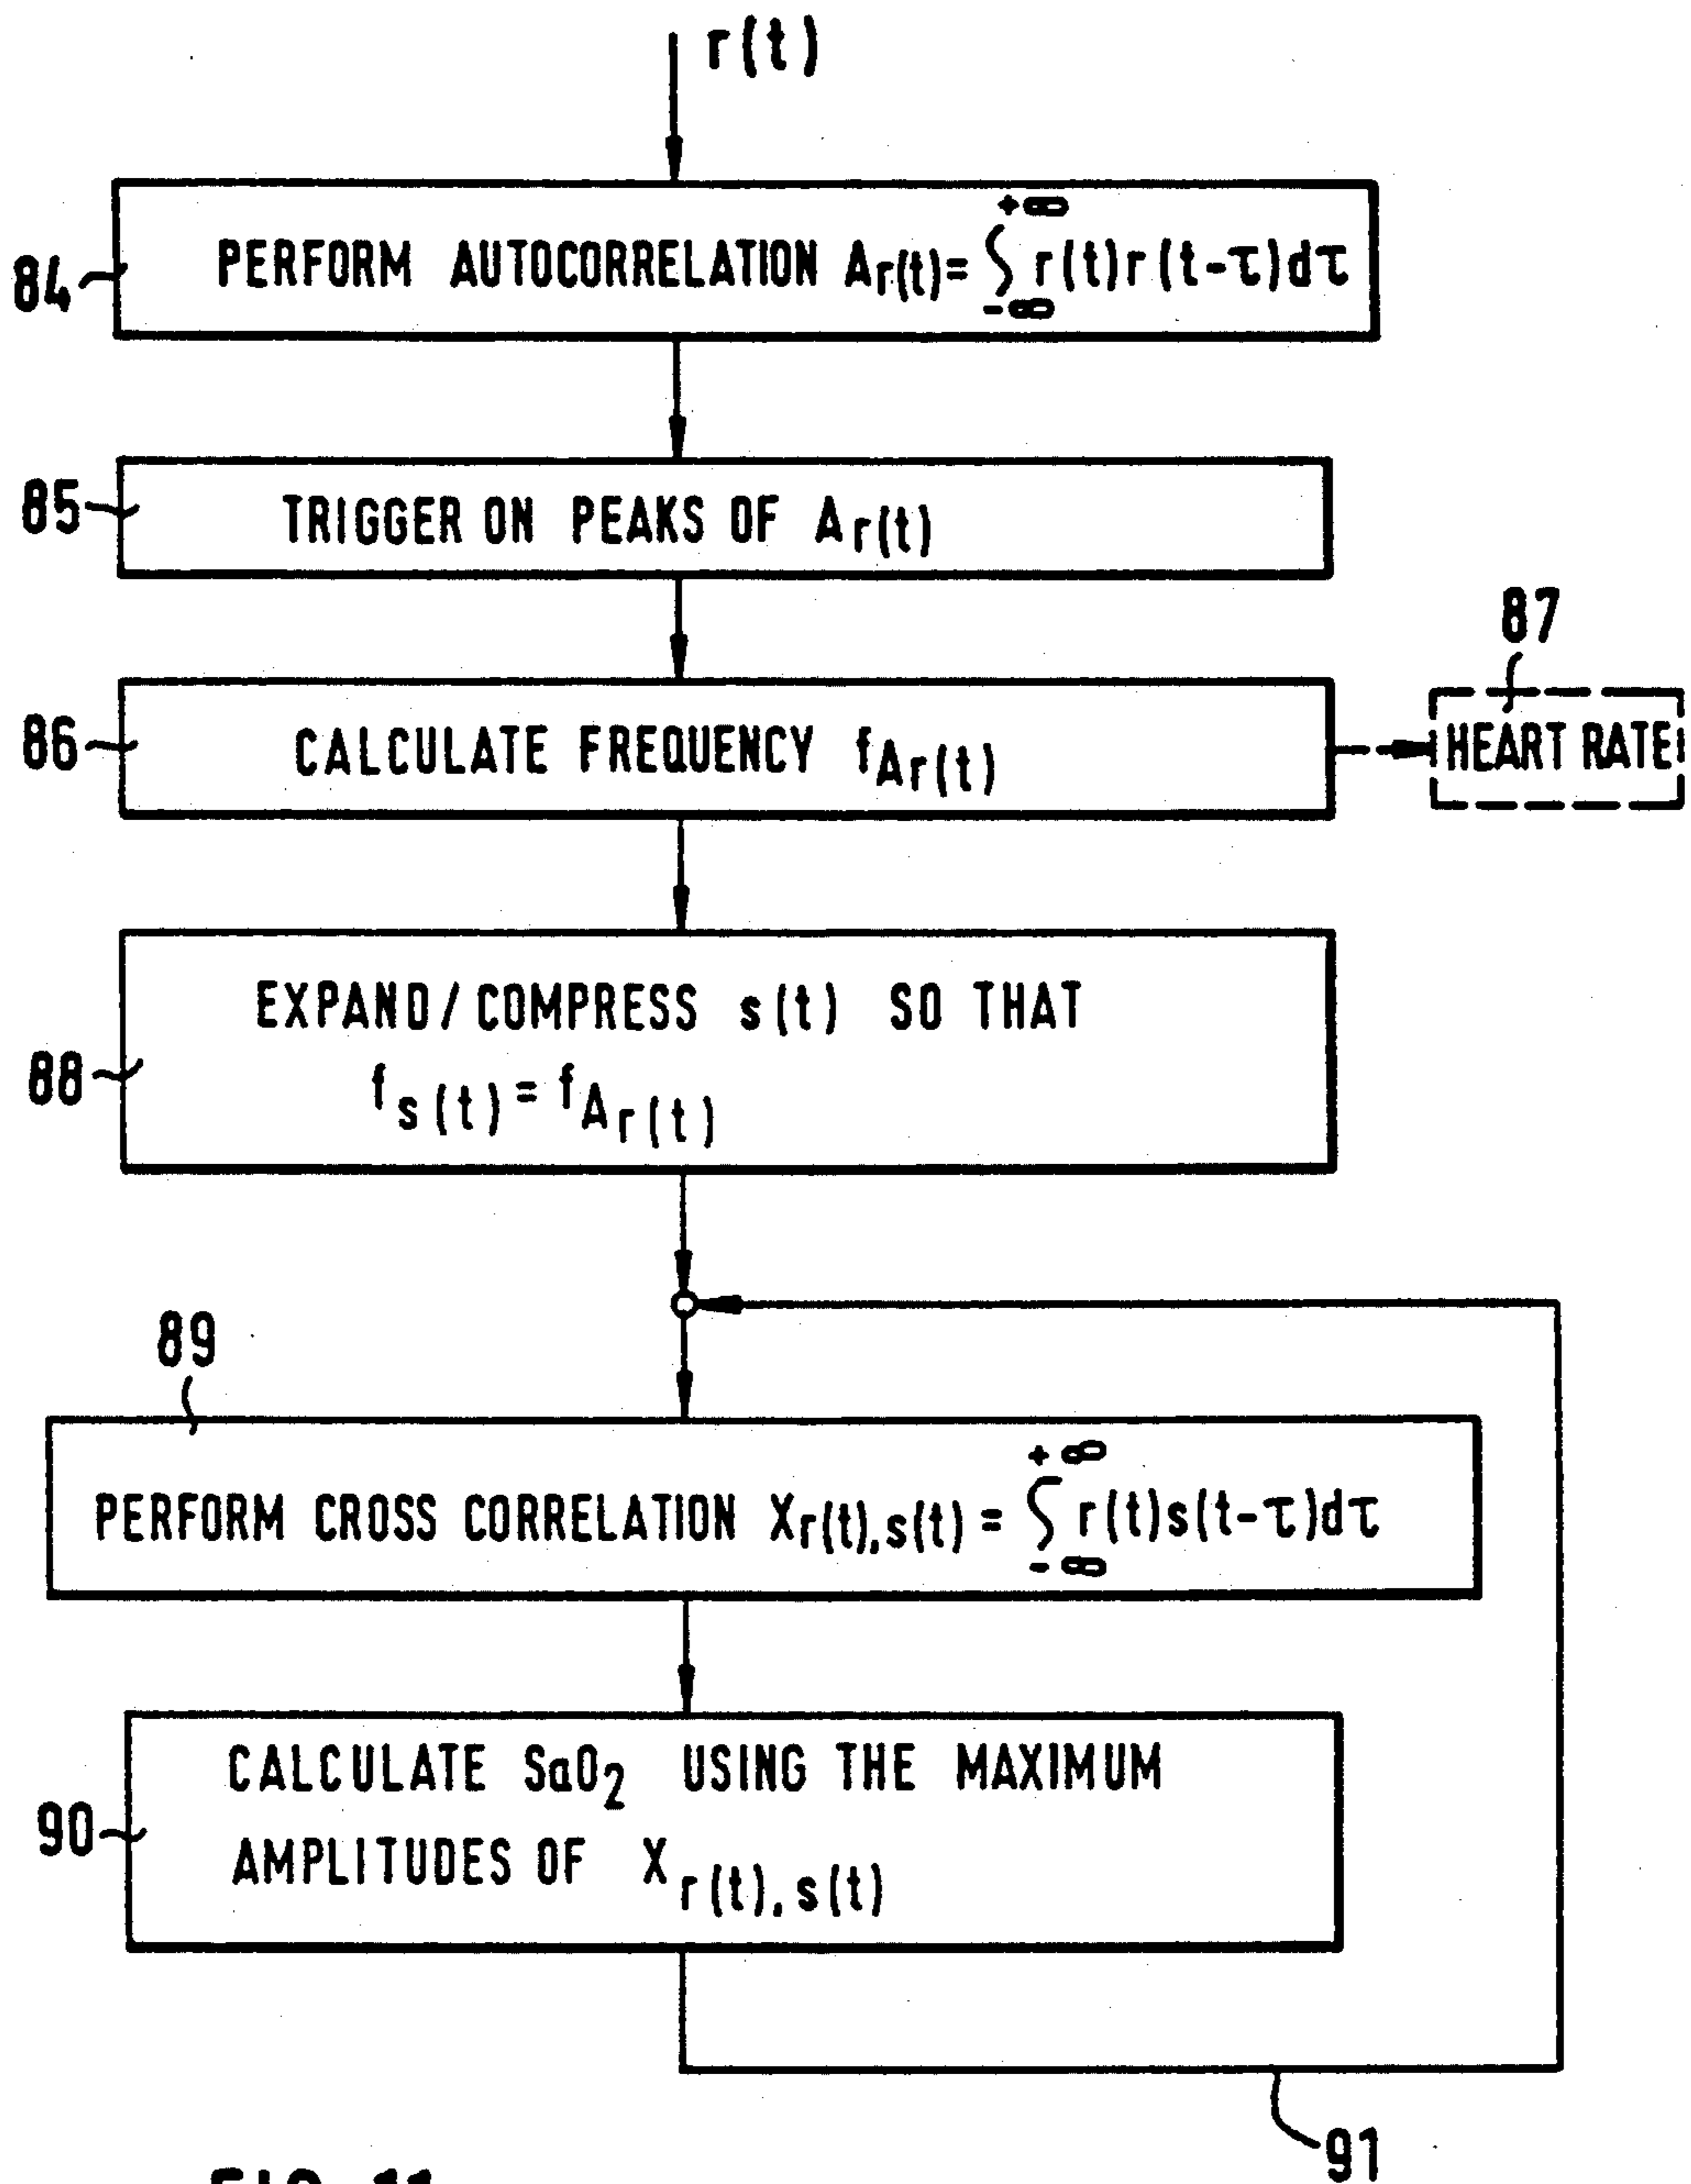 r(t)
84
PERFORM AUTOCORRELATION Ar(t)= ∫ r(t)r(t-τ)dτ
+∞
-∞
85
TRIGGER ON PEAKS OF Ar(t)
86
CALCULATE FREQUENCY fAr(t)
87
HEART RATE
88
EXPAND/COMPRESS s(t) SO THAT
fs(t)=fAr(t)
89
PERFORM CROSS CORRELATION Xr(t),s(t) = ∫ r(t)s(t-τ)dτ
+∞
-∞
90
CALCULATE SaO2 USING THE MAXIMUM
AMPLITUDES OF Xr(t),s(t)
91
FIG. 11